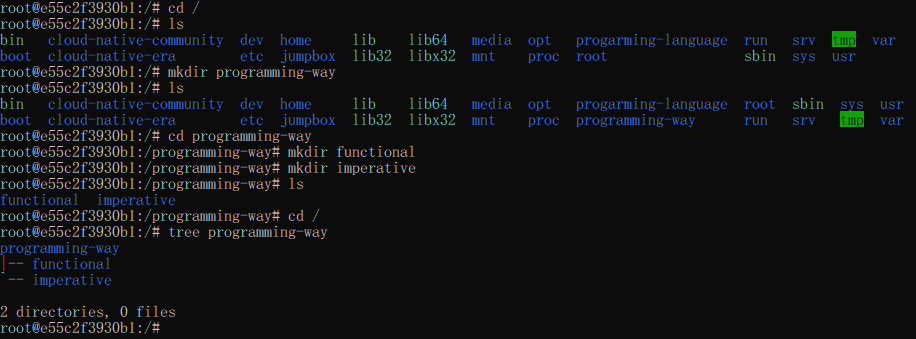 root@e55c2f3930b1:/# cd /
root@e55c2f3930b1:/# ls
bin   cloud-native-community  dev  home     lib    lib64   media  opt   progarming-language  run   srv  tmp  var
boot  cloud-native-era        etc  jumpbox  lib32  libx32  mnt    proc  root                 sbin  sys  usr
root@e55c2f3930b1:/# mkdir programming-way
root@e55c2f3930b1:/# ls
bin   cloud-native-community  dev  home     lib    lib64   media  opt   progarming-language  root  sbin  sys  usr
boot  cloud-native-era        etc  jumpbox  lib32  libx32  mnt    proc  programming-way      run   srv   tmp  var
root@e55c2f3930b1:/# cd programming-way
root@e55c2f3930b1:/programming-way# mkdir functional
root@e55c2f3930b1:/programming-way# mkdir imperative
root@e55c2f3930b1:/programming-way# ls
functional  imperative
root@e55c2f3930b1:/programming-way# cd /
root@e55c2f3930b1:/# tree programming-way
programming-way
|-- functional
`-- imperative
2 directories, 0 files
root@e55c2f3930b1:/#